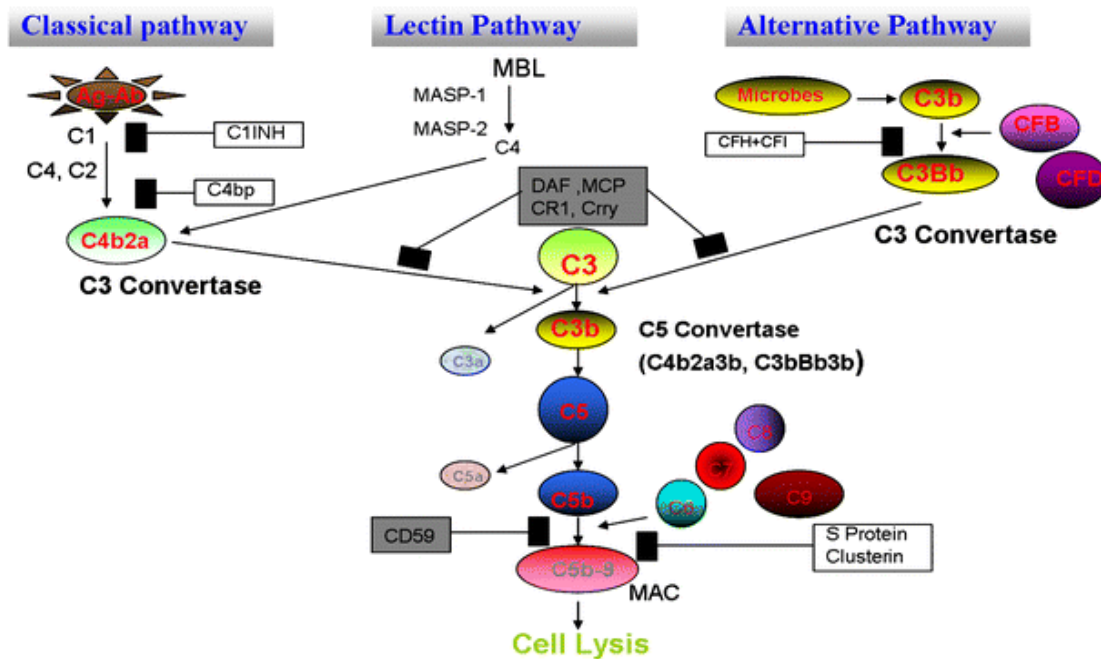 Classical pathway
Lectin Pathway
Alternative Pathway
Ag-Ab
C1
C1INH
C4, C2
C4bp
C4b2a
C3 Convertase
MBL
MASP-1
MASP-2
C4
DAF ,MCP
CR1, Crry
Microbes
C3b
CFB
CFH+CFI
C3Bb
CFD
C3 Convertase
C3
C3b
C3a
C5 Convertase
(C4b2a3b, C3bBb3b)
C5
C5a
C5b
C8
C7
C6
C9
CD59
S Protein
Clusterin
C5b-9
MAC
Cell Lysis